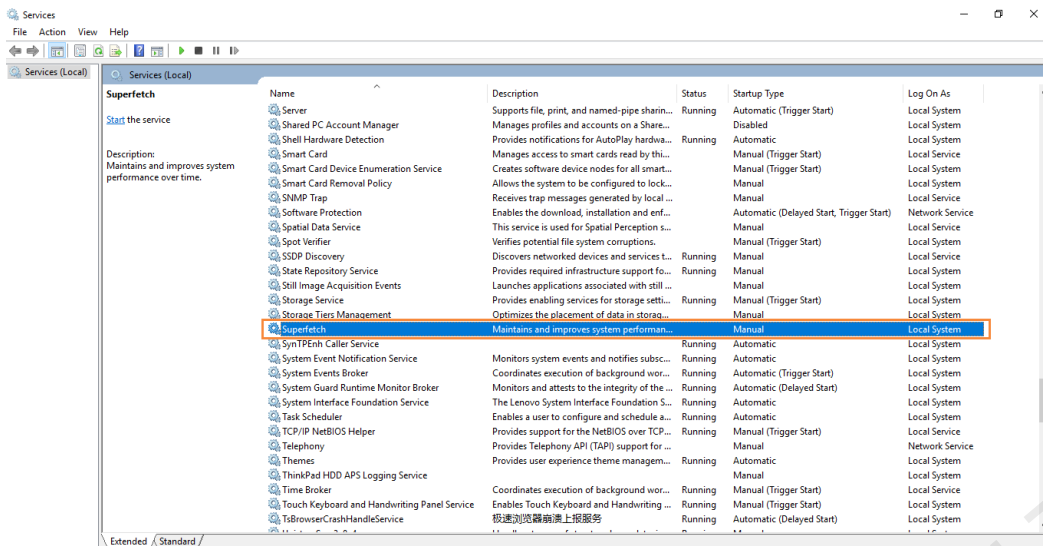 Services
File Action View Help
Services (Local)
Services (Local)
Superfetch
Start the service
Description:
Maintains and improves system
performance over time.
Name Description Status Startup Type Log On As
Server Supports file, print, and named-pipe sharin... Running Automatic (Trigger Start) Local System
Shared PC Account Manager Manages profiles and accounts on a Share... Disabled Local System
Shell Hardware Detection Provides notifications for AutoPlay hardwa... Running Automatic Local System
Smart Card Manages access to smart cards read by thi... Manual (Trigger Start) Local Service
Smart Card Device Enumeration Service Creates software device nodes for all smart... Manual (Trigger Start) Local System
Smart Card Removal Policy Allows the system to be configured to lock... Manual Local System
SNMP Trap Receives trap messages generated by local ... Manual Local Service
Software Protection Enables the download, installation and enf... Automatic (Delayed Start, Trigger Start) Network Service
Spatial Data Service This service is used for Spatial Perception s... Manual Local Service
Spot Verifier Verifies potential file system corruptions. Manual (Trigger Start) Local System
SSDP Discovery Discovers networked devices and services t... Running Manual Local Service
State Repository Service Provides required infrastructure support fo... Running Manual Local System
Still Image Acquisition Events Launches applications associated with still ... Manual Local System
Storage Service Provides enabling services for storage setti... Running Manual (Trigger Start) Local System
Storage Tiers Management Optimizes the placement of data in storag... Manual Local System
Superfetch Maintains and improves system performan... Manual Local System
SynTPEnh Caller Service Running Automatic Local System
System Event Notification Service Monitors system events and notifies subsc... Running Automatic Local System
System Events Broker Coordinates execution of background wor... Running Automatic (Trigger Start) Local System
System Guard Runtime Monitor Broker Monitors and attests to the integrity of the ... Running Automatic (Delayed Start) Local System
System Interface Foundation Service The Lenovo System Interface Foundation S... Running Automatic Local System
Task Scheduler Enables a user to configure and schedule a... Running Automatic Local System
TCP/IP NetBIOS Helper Provides support for the NetBIOS over TCP... Running Manual (Trigger Start) Local Service
Telephony Provides Telephony API (TAPI) support for ... Manual Network Service
Themes Provides user experience theme managem... Running Automatic Local System
ThinkPad HDD APS Logging Service Manual Local System
Time Broker Coordinates execution of background wor... Running Manual (Trigger Start) Local Service
Touch Keyboard and Handwriting Panel Service Enables Touch Keyboard and Handwriting ... Running Manual (Trigger Start) Local System
TsBrowserCrashHandleService 极速浏览器崩溃上报服务 Running Automatic (Delayed Start) Local System
Extended Standard